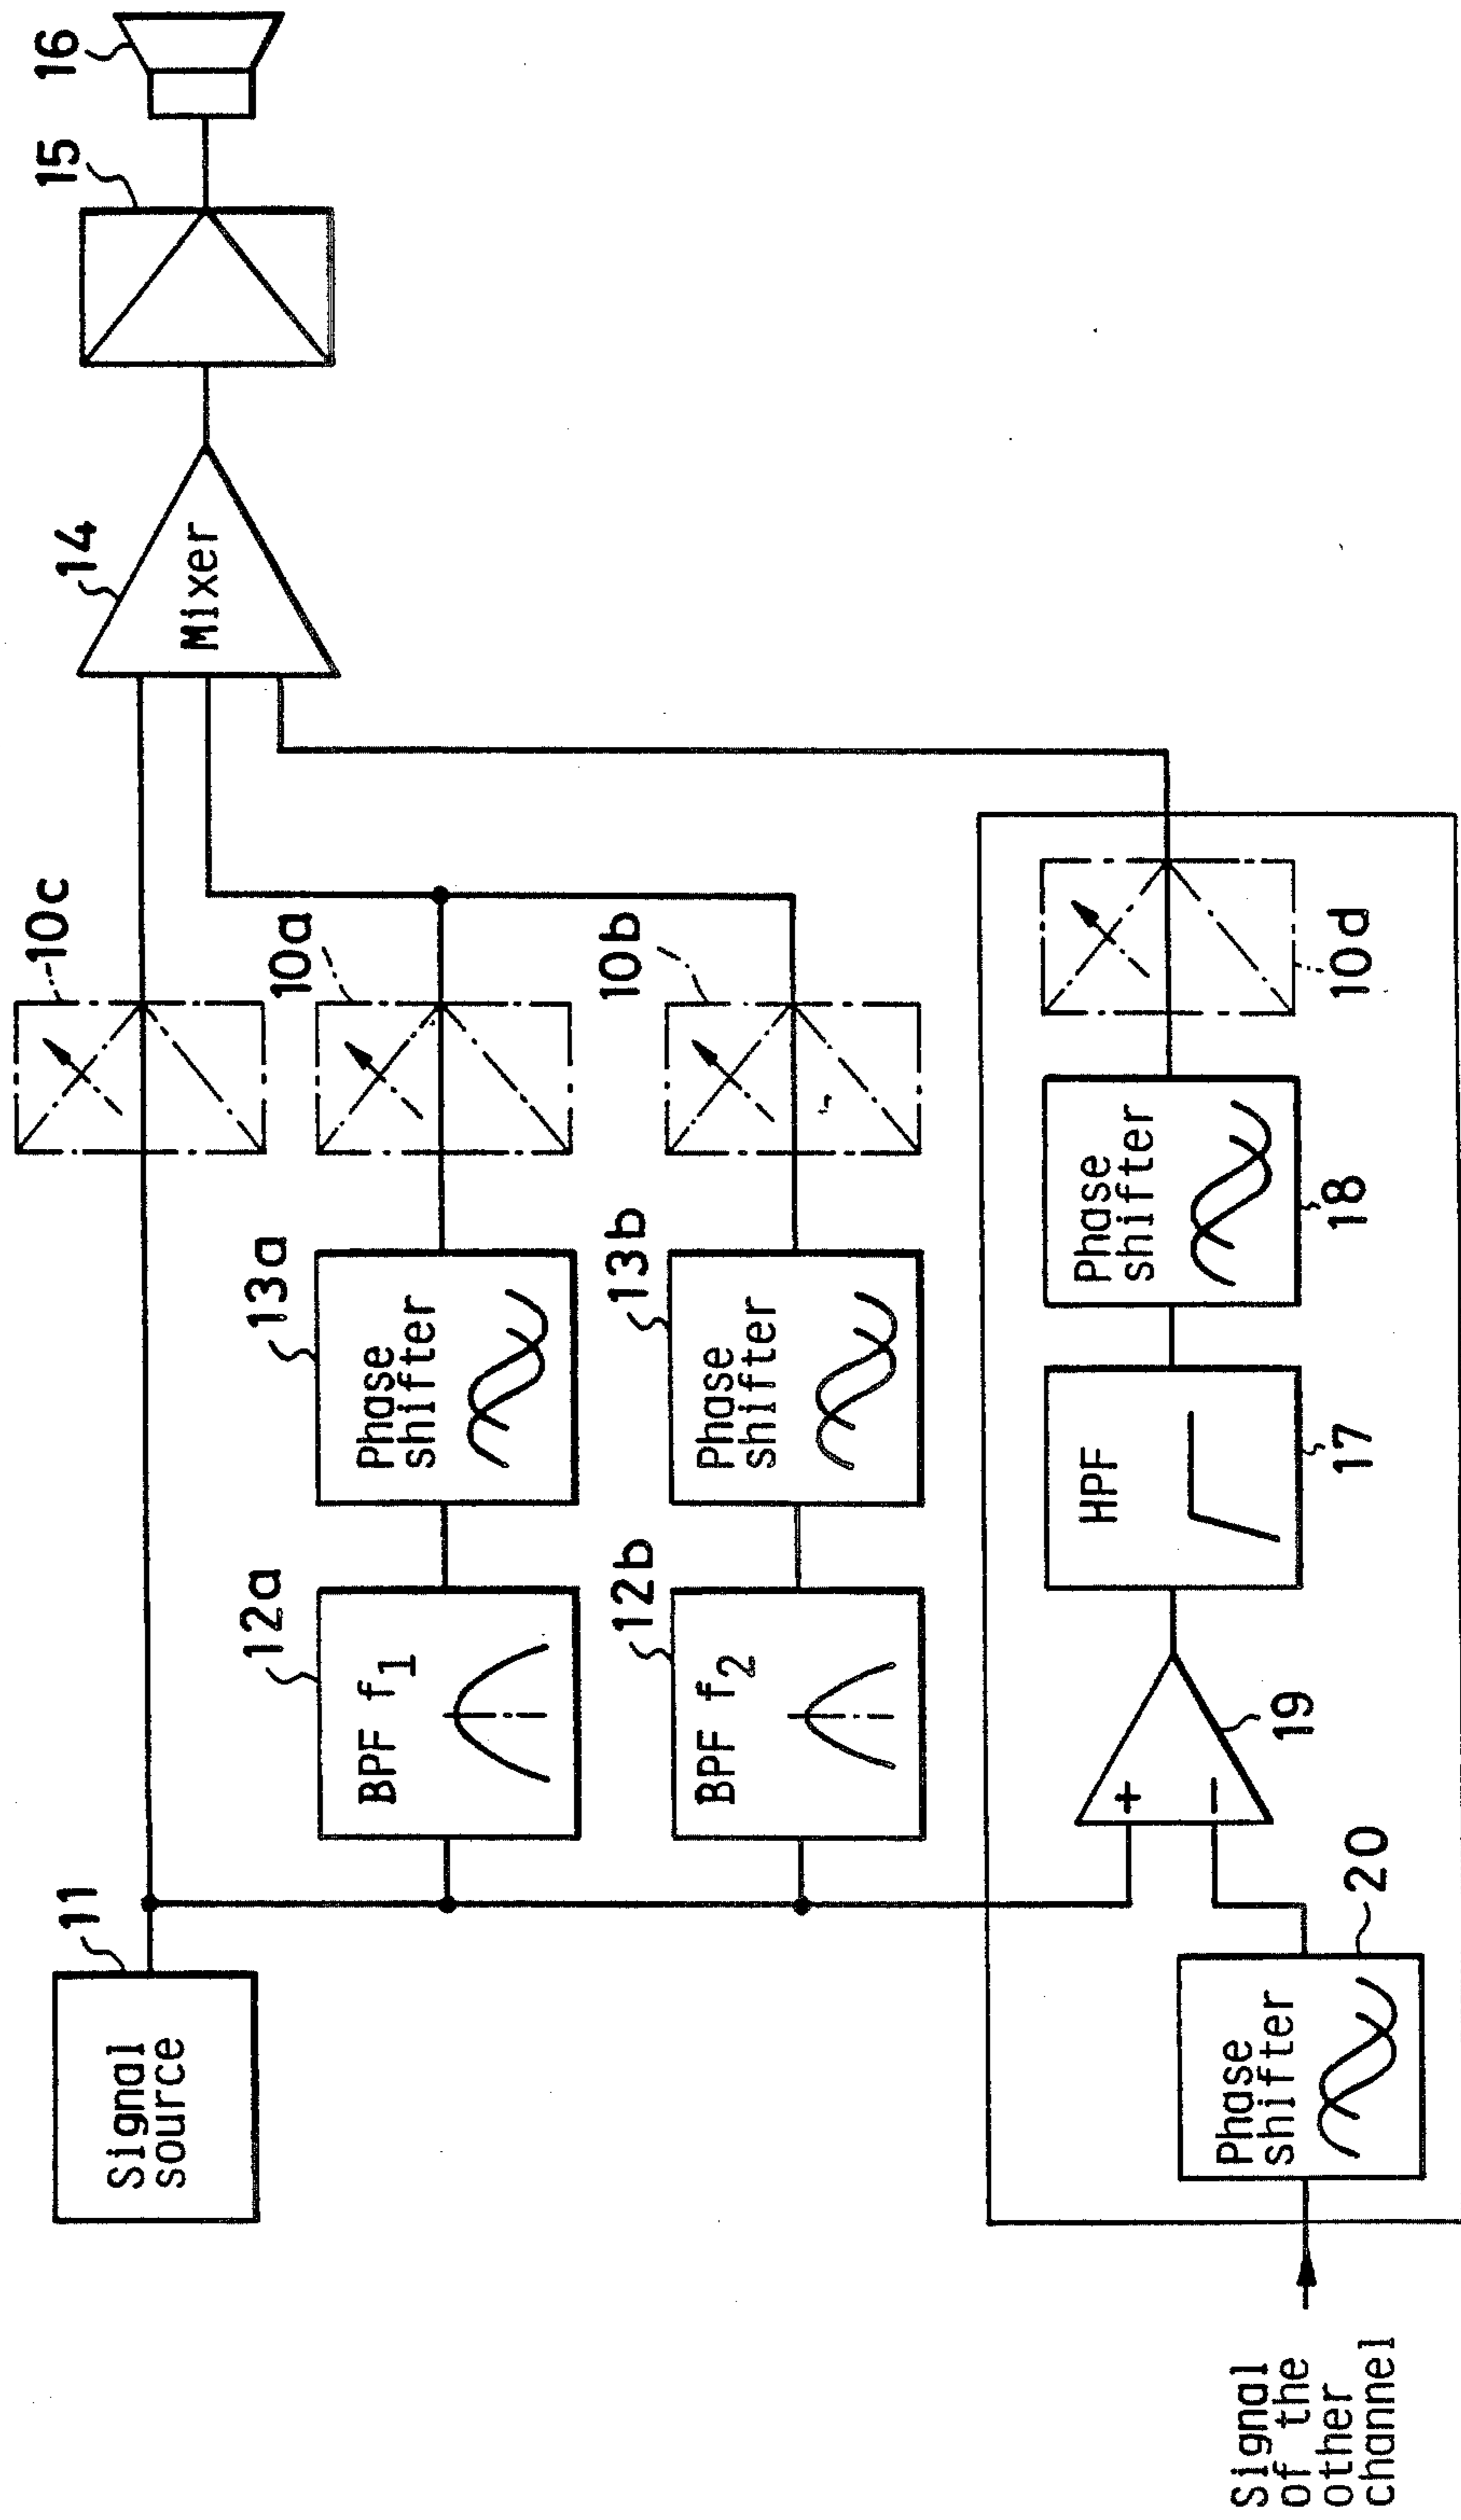 11
Signal
source
10c
14
Mixer
15
16
12a
BPF f1
13a
Phase
shifter
10a
12b
BPF f2
13b
Phase
shifter
10b
Signal
of the
other
channel
Phase
shifter
20
+
−
19
HPF
17
Phase
shifter
18
10d